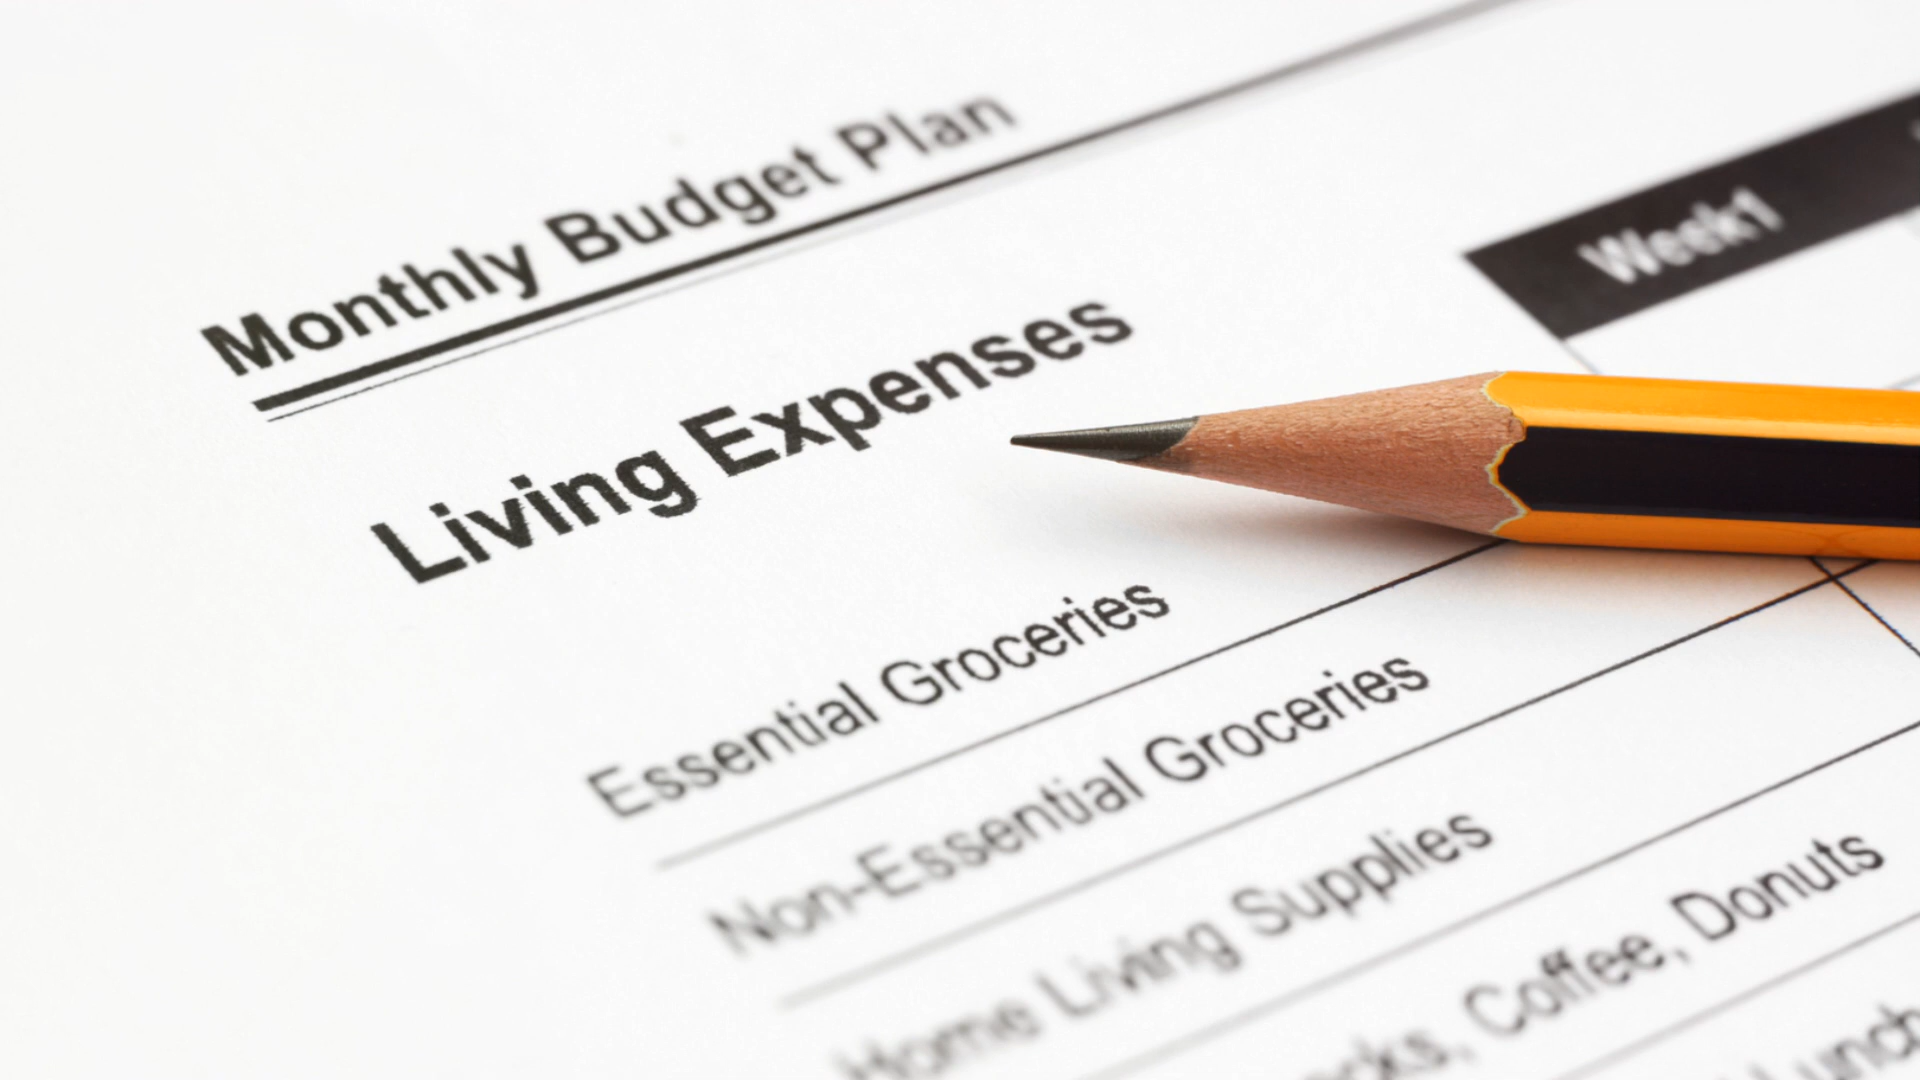 Monthly Budget Plan
Week1
Living Expenses
Essential Groceries
Non-Essential Groceries
Home Living Supplies
Coffee, Donuts